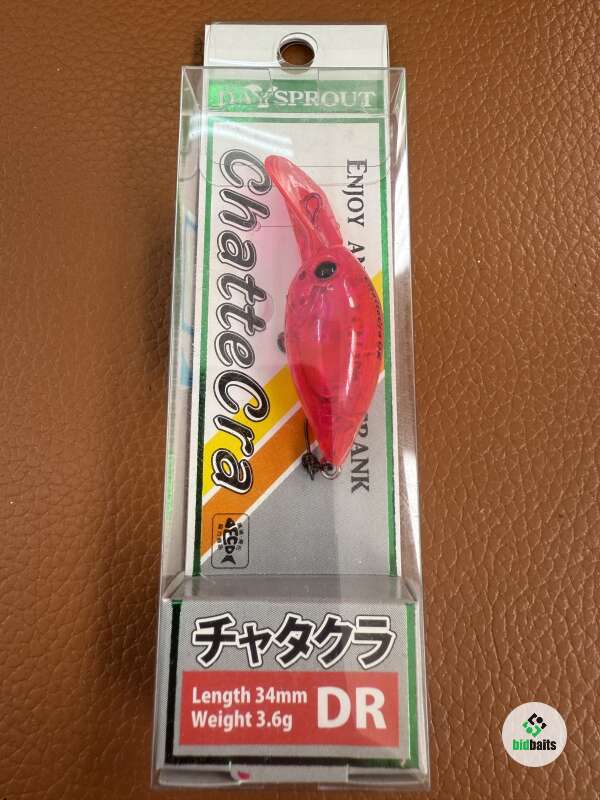 DAYSPROUT
ChatteCra
ENJOY
CRANK
チャタクラ
Length 34mm
Weight 3.6g
DR
bidbaits